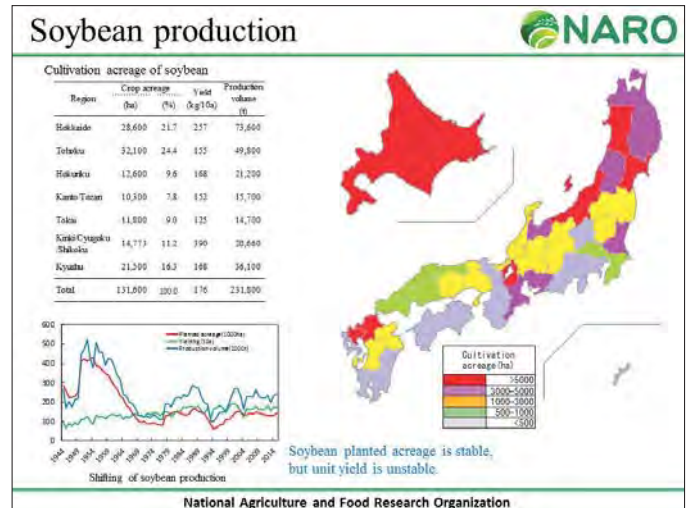 Soybean production
NARO
Cultivation acreage of soybean
Region Crop acreage Yield Production volume
(ha) (%) (kg/10a) (t)
Hokkaido 28,600 21.7 257 73,600
Tohoku 32,100 24.4 155 49,800
Hokuriku 12,600 9.6 168 21,200
Kanto-Tozan 10,300 7.8 152 15,700
Tokai 11,800 9.0 125 14,700
Kinki-Cyugoku
14,773 11.2 390 20,660
/Shikoku
Kyushu 21,500 16.3 168 36,100
Total 131,600 100.0 176 231,800
Planted acreage(1000ha)
Production volume(1000t)
600
500
400
300
200
100
0
1944 1949 1954 1959 1964 1969 1974 1979 1984 1989 1994 1999 2004 2009 2014
Shifting of soybean production
Cultivation
acreage(ha)
>5000
3000-5000
1000-3000
500-1000
<500
Soybean planted acreage is stable,
but unit yield is unstable.
National Agriculture and Food Research Organization